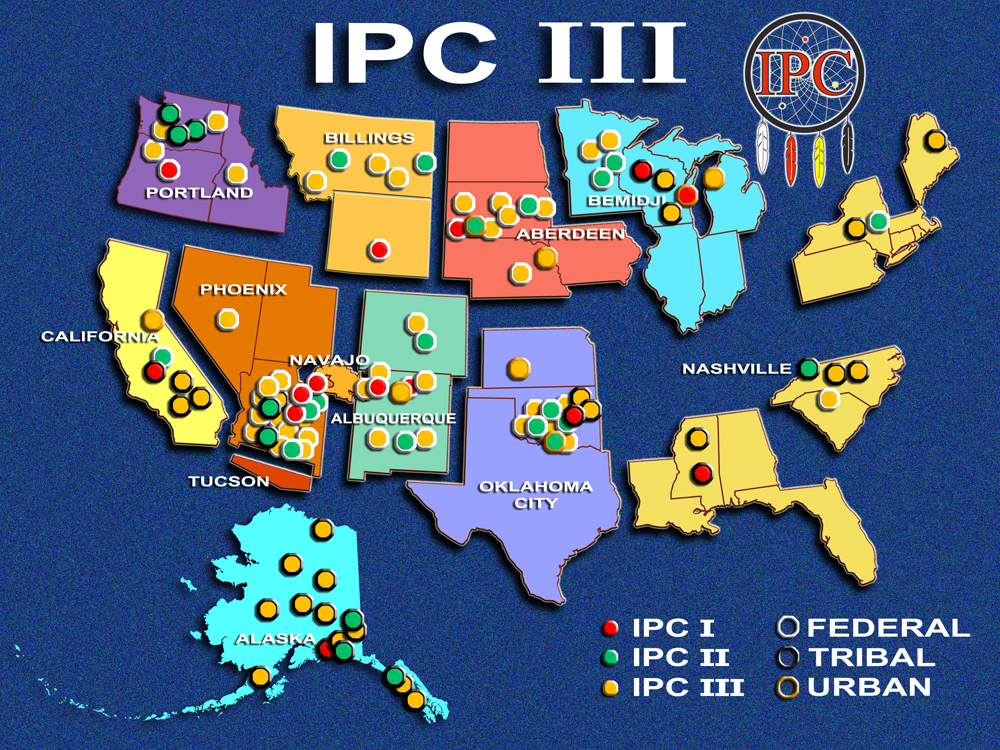 IPC III
IPC
BILLINGS
PORTLAND
BEMIDJI
ABERDEEN
PHOENIX
CALIFORNIA
NAVAJO
NASHVILLE
ALBUQUERQUE
TUCSON
OKLAHOMA
CITY
ALASKA
IPC I
IPC II
IPC III
FEDERAL
TRIBAL
URBAN